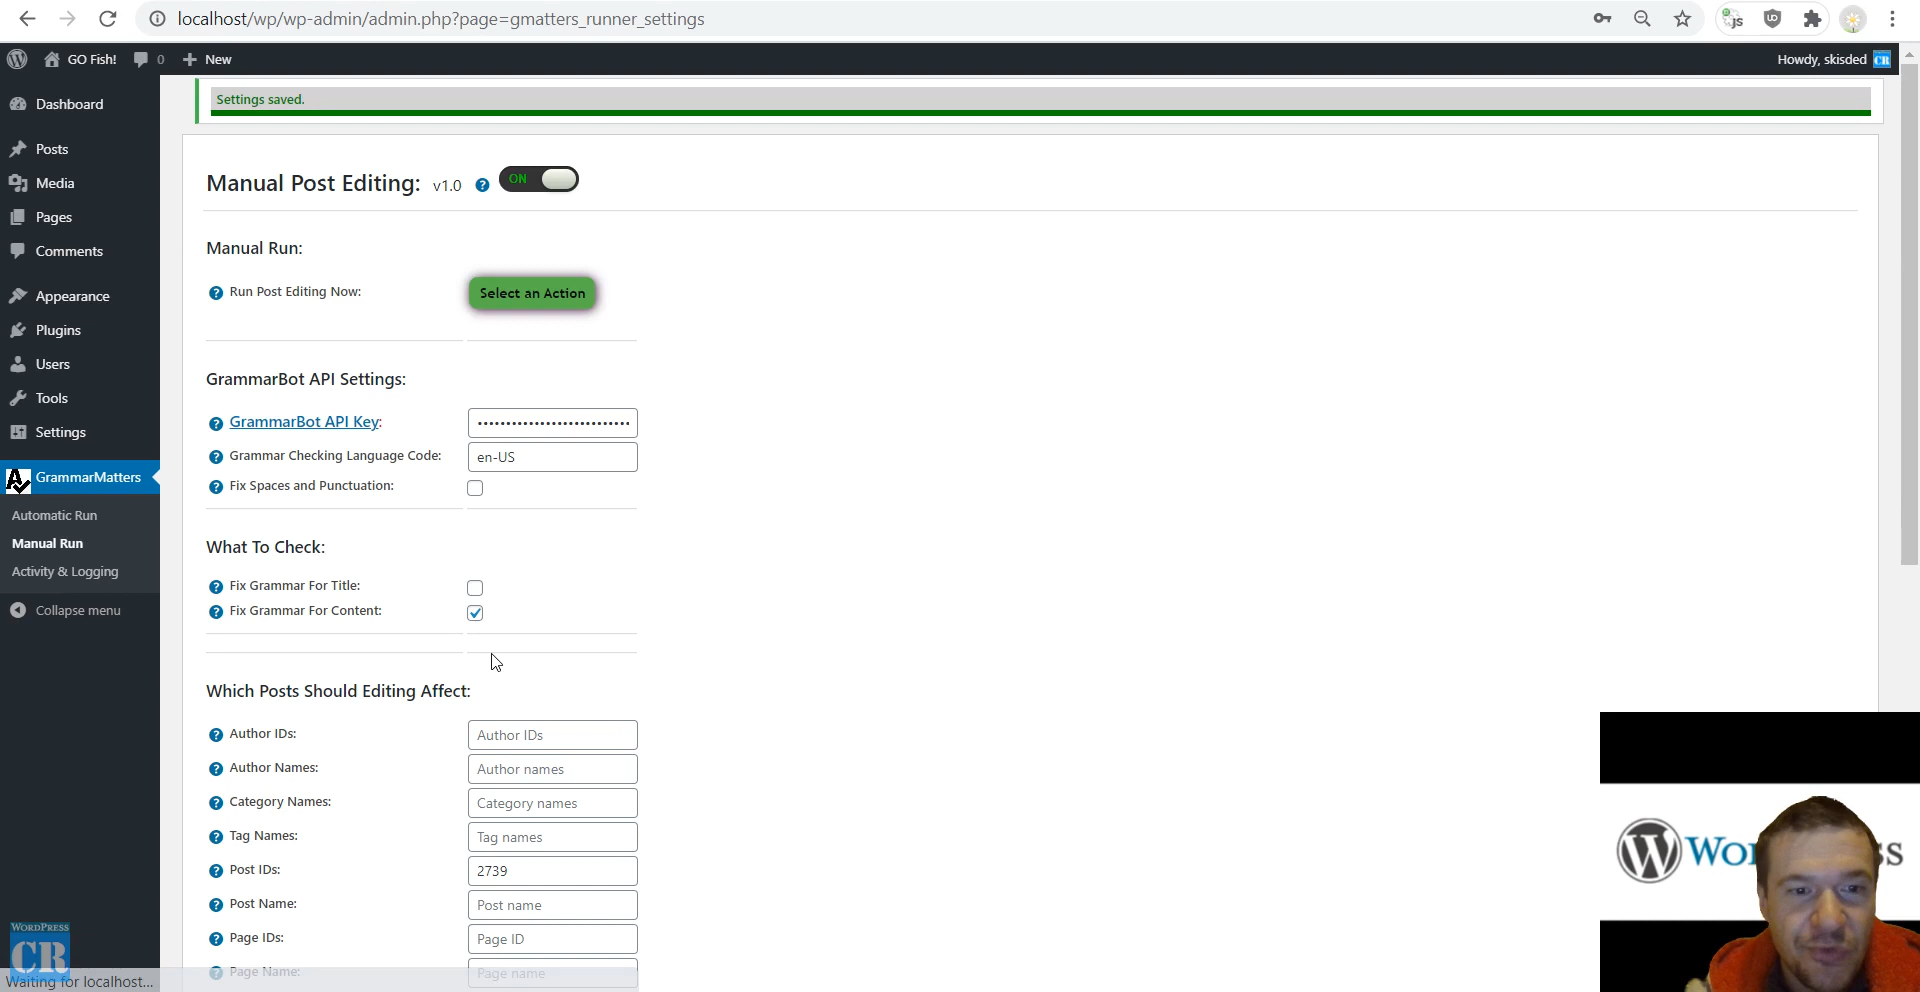 localhost/wp/wp-admin/admin.php?page=gmatters_runner_settings
JS
GO Fish!
0
New
Howdy, skisded
CR
Dashboard
Posts
Media
Pages
Comments
Appearance
Plugins
Users
Tools
Settings
GrammarMatters
Automatic Run
Manual Run
Activity & Logging
Collapse menu
Settings saved.
Manual Post Editing: v1.0
ON
Manual Run:
Run Post Editing Now:
Select an Action
GrammarBot API Settings:
GrammarBot API Key:
Grammar Checking Language Code:
en-US
Fix Spaces and Punctuation:
What To Check:
Fix Grammar For Title:
Fix Grammar For Content:
Which Posts Should Editing Affect:
Author IDs:
Author IDs
Author Names:
Author names
Category Names:
Category names
Tag Names:
Tag names
Post IDs:
2739
Post Name:
Post name
Page IDs:
Page ID
Page Name:
Page name
WORDPRESS
CR
Waiting for localhost...